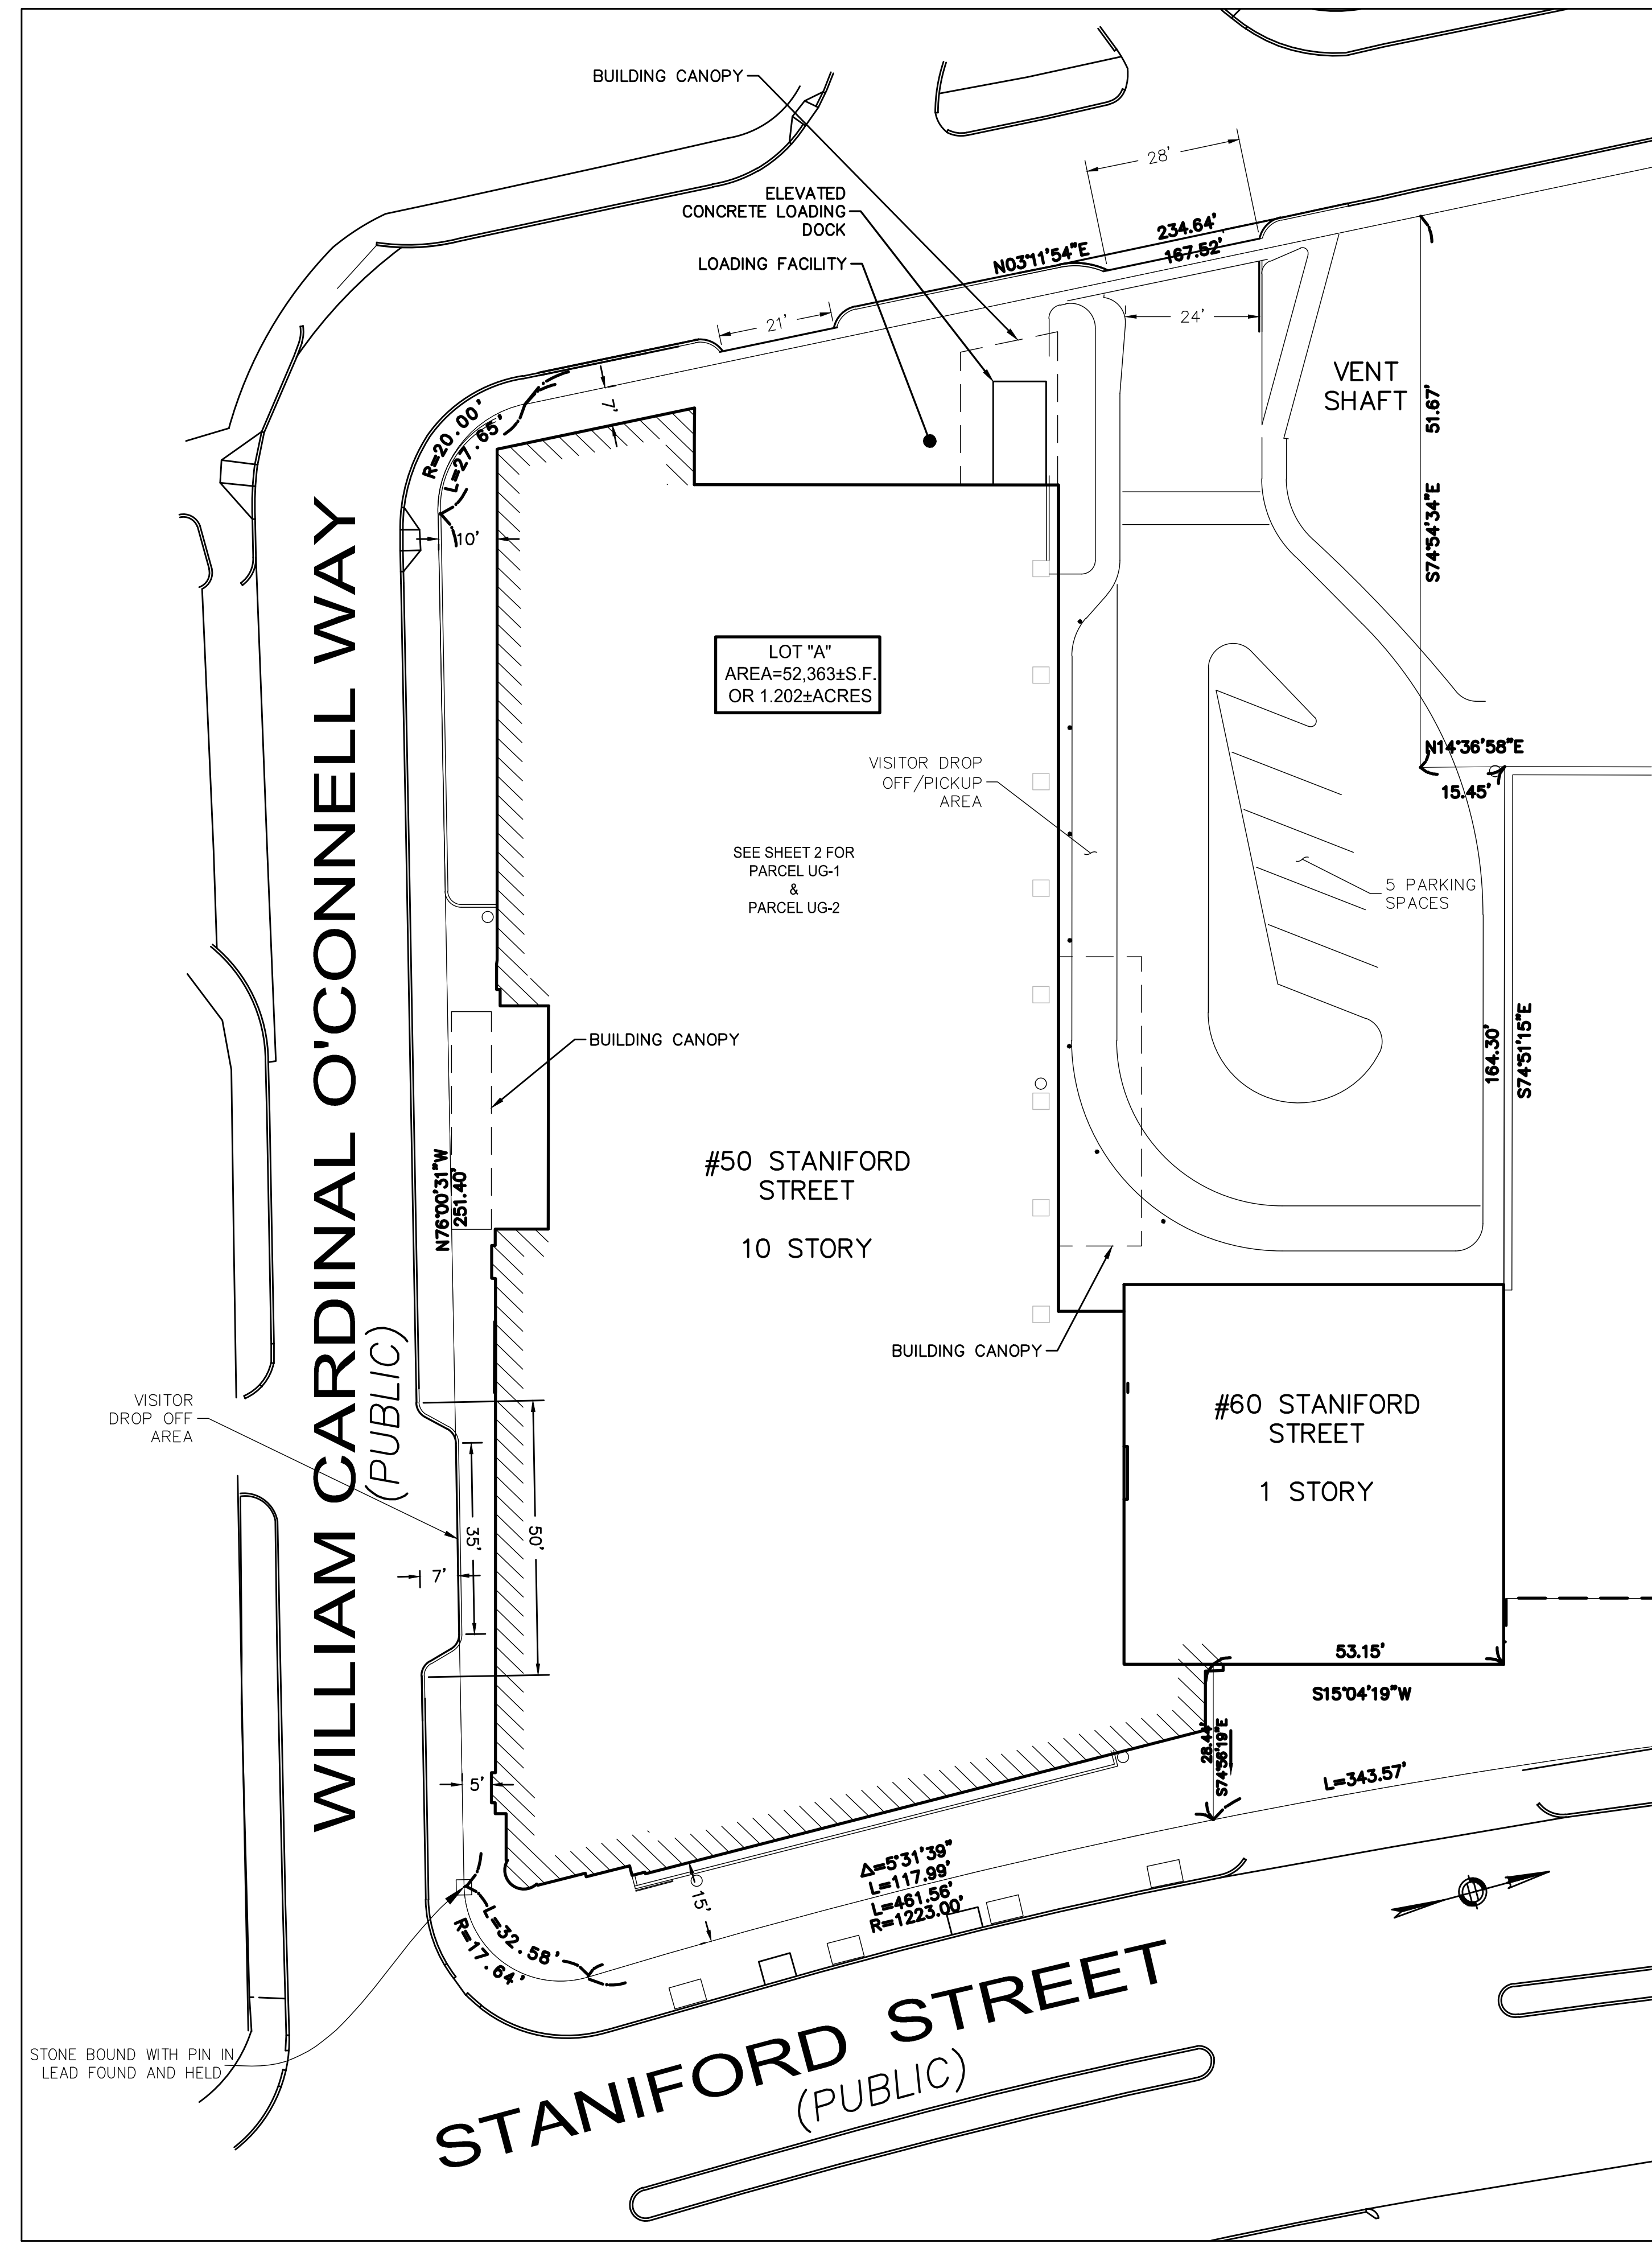 BUILDING CANOPY
28'
ELEVATED
CONCRETE LOADING
DOCK
234.64'
N03°11'54"E
167.52'
LOADING FACILITY
21'
24'
VENT
SHAFT
7'
R=20.00'
L=27.65'
51.67'
S74°54'34"E
10'
WILLIAM CARDINAL O'CONNELL WAY
(PUBLIC)
LOT "A"
AREA=52,363±S.F.
OR 1.202±ACRES
N14°36'58"E
15.45'
VISITOR DROP
OFF/PICKUP
AREA
SEE SHEET 2 FOR
PARCEL UG-1
&
PARCEL UG-2
5 PARKING
SPACES
BUILDING CANOPY
164.30'
S74°51'15"E
N76°00'31"W
251.40'
#50 STANIFORD
STREET
10 STORY
BUILDING CANOPY
VISITOR
DROP OFF
AREA
#60 STANIFORD
STREET
1 STORY
35'
50'
7'
53.15'
S15°04'19"W
28.44'
S74°56'19"E
5'
L=343.57'
Δ=5°31'39"
L=117.99'
L=461.56'
R=1223.00'
15'
L=32.58'
R=17.64'
STONE BOUND WITH PIN IN
LEAD FOUND AND HELD
STANIFORD STREET
(PUBLIC)